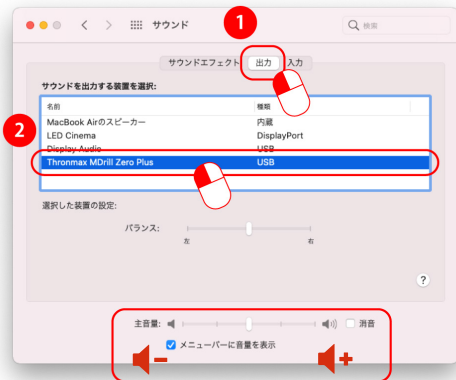 サウンド
検索
1
サウンドエフェクト 出力 入力
サウンドを出力する装置を選択:
名前 種類
MacBook Airのスピーカー 内蔵
LED Cinema DisplayPort
2
Display Audio USB
Thronmax MDrill Zero Plus USB
選択した装置の設定:
バランス:
左 右
?
主音量: 消音
メニューバーに音量を表示